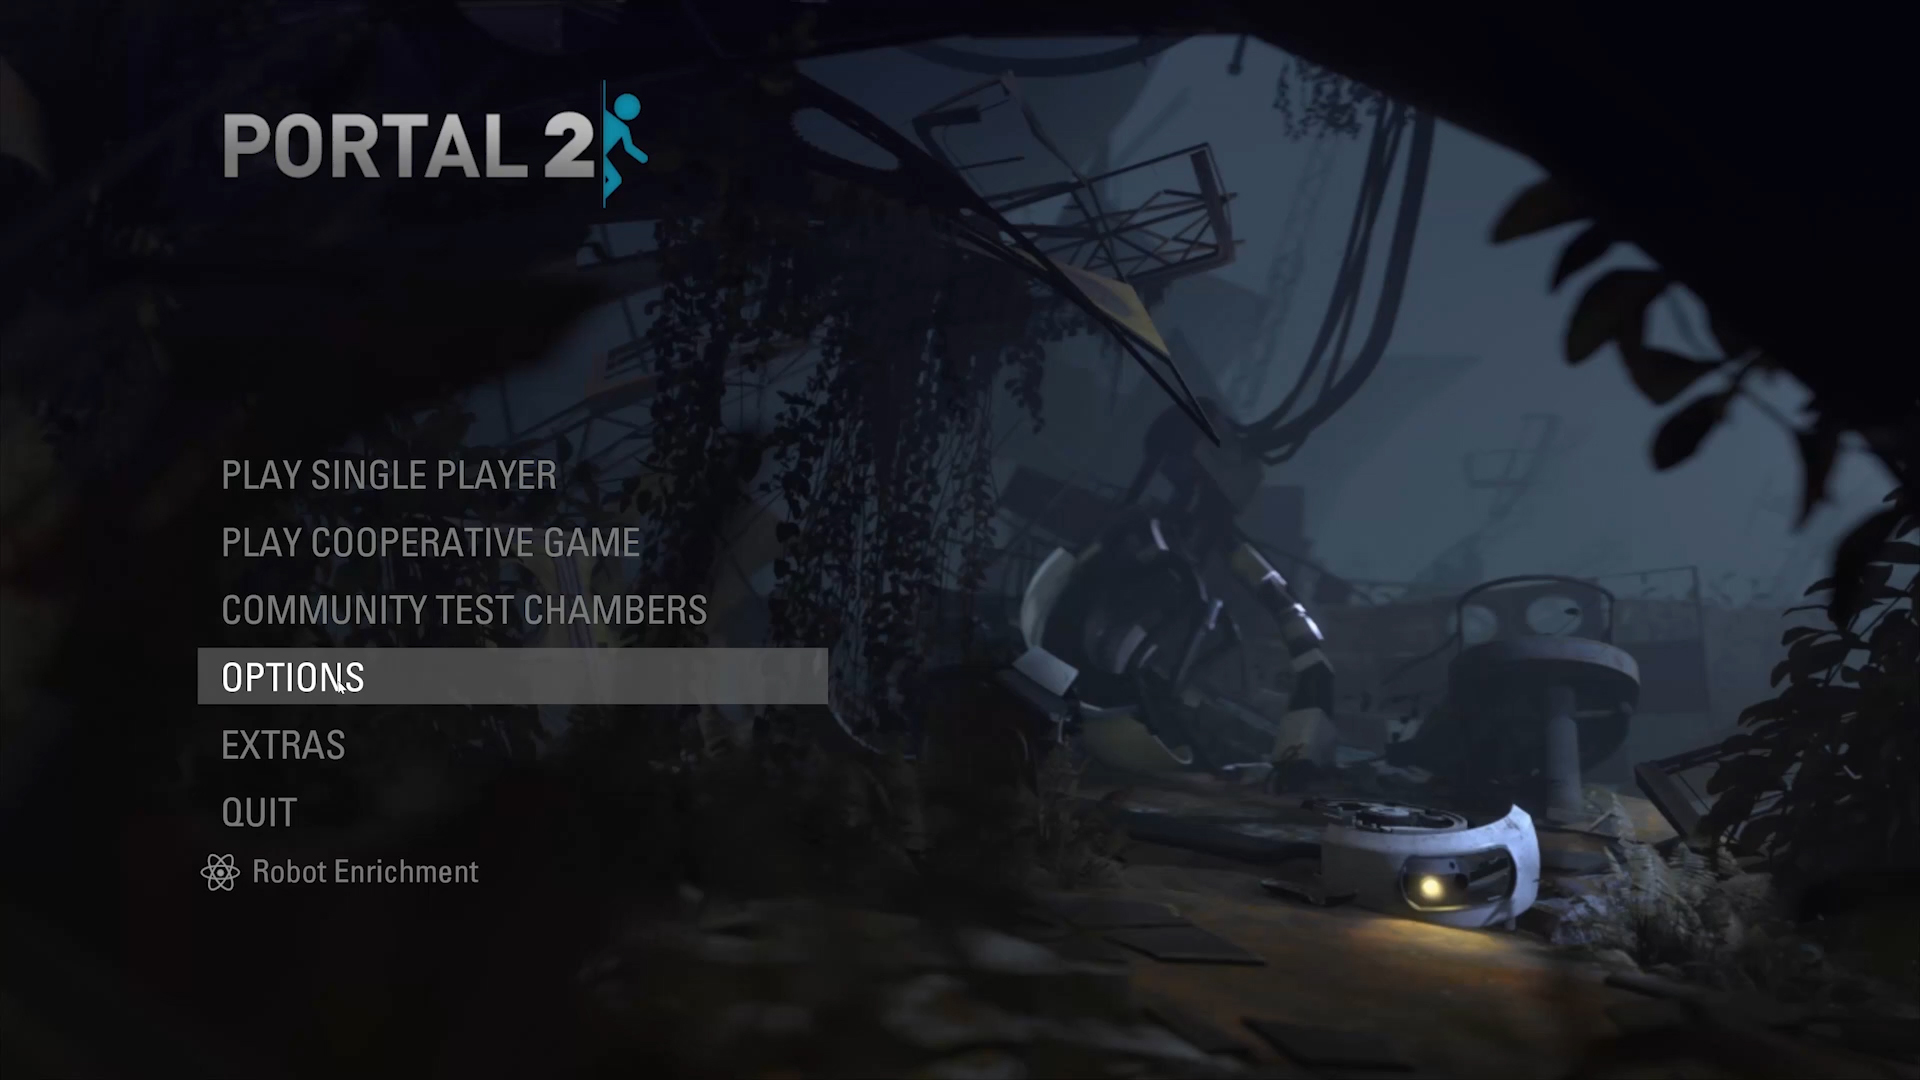 PORTAL 2
PLAY SINGLE PLAYER
PLAY COOPERATIVE GAME
COMMUNITY TEST CHAMBERS
OPTIONS
EXTRAS
QUIT
Robot Enrichment